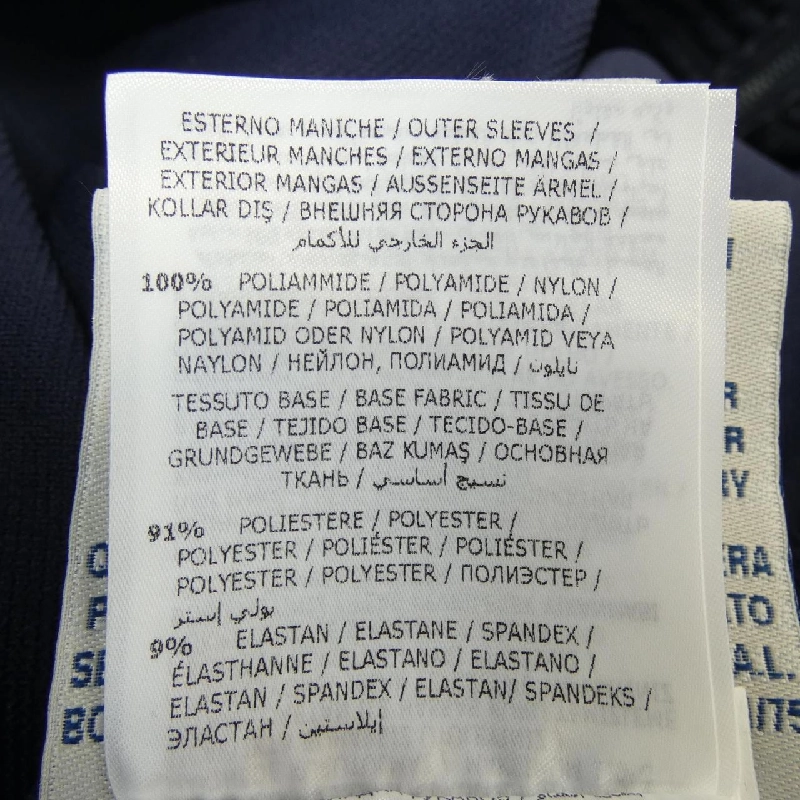 ESTERNO MANICHE / OUTER SLEEVES /
EXTERIEUR MANCHES / EXTERNO MANGAS /
EXTERIOR MANGAS / AUSSENSEITE ÄRMEL /
KOLLAR DIŞ / ВНЕШНЯЯ СТОРОНА РУКАВОВ /
الجزء الخارجي للأكمام
100% POLIAMMIDE / POLYAMIDE / NYLON /
POLYAMIDE / POLIAMIDA / POLIAMIDA /
POLYAMID ODER NYLON / POLYAMID VEYA
NAYLON / НЕЙЛОН, ПОЛИАМИД / نايلون
TESSUTO BASE / BASE FABRIC / TISSU DE
BASE / TEJIDO BASE / TECIDO-BASE /
GRUNDGEWEBE / BAZ KUMAŞ / ОСНОВНАЯ
ТКАНЬ / نسيج أساسي
91% POLIESTERE / POLYESTER /
POLYESTER / POLIÉSTER / POLIÉSTER /
POLYESTER / POLYESTER / ПОЛИЭСТЕР /
بولي إستر
9% ELASTAN / ELASTANE / SPANDEX /
ÉLASTHANNE / ELASTANO / ELASTANO /
ELASTAN / SPANDEX / ELASTAN/ SPANDEKS /
ЭЛАСТАН / إيلاستين